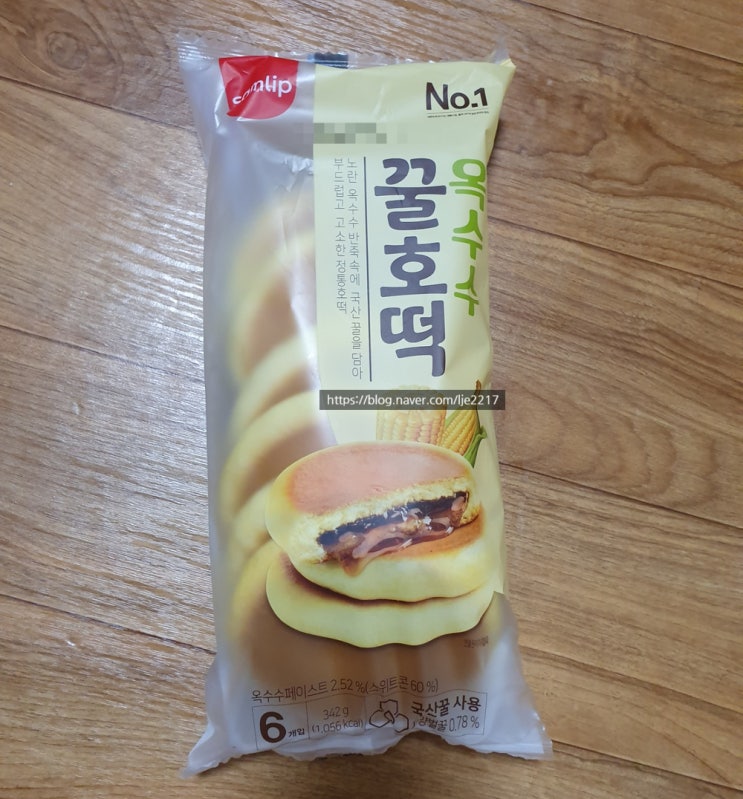 samlip
No.1
옥수수
꿀호떡
노란 옥수수 반죽 속에 국산 꿀을 담아
부드럽고 고소한 정통호떡
https://blog.naver.com/lje2217
옥수수페이스트 2.52%(스위트콘 60%)
6개입
342 g
(1,056 kcal)
국산꿀 사용
0.78 %